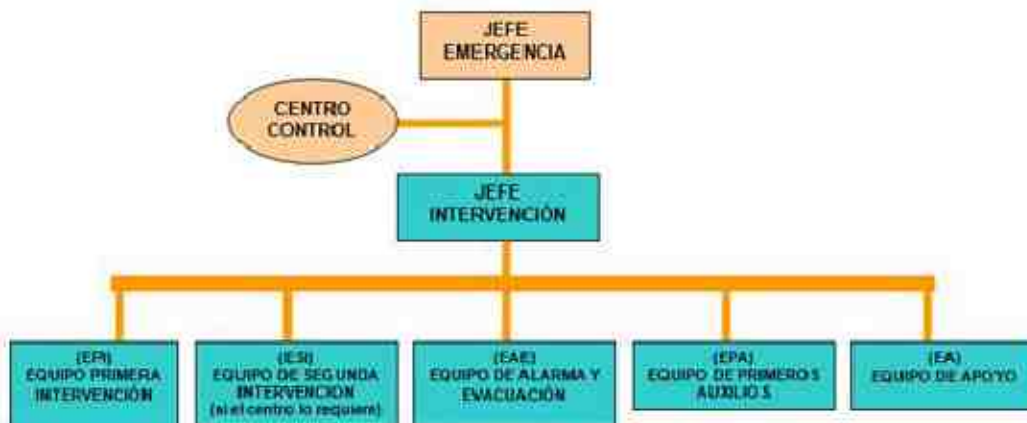 JEFE
EMERGENCIA
CENTRO
CONTROL
JEFE
INTERVENCIÓN
(EPI)
EQUIPO PRIMERA
INTERVENCIÓN
(ESI)
EQUIPO DE SEGUNDA
INTERVENCIÓN
(si el centro lo requiere)
(EAE)
EQUIPO DE ALARMA Y
EVACUACIÓN
(EPA)
EQUIPO DE PRIMEROS
AUXILIOS
(EA)
EQUIPO DE APOYO